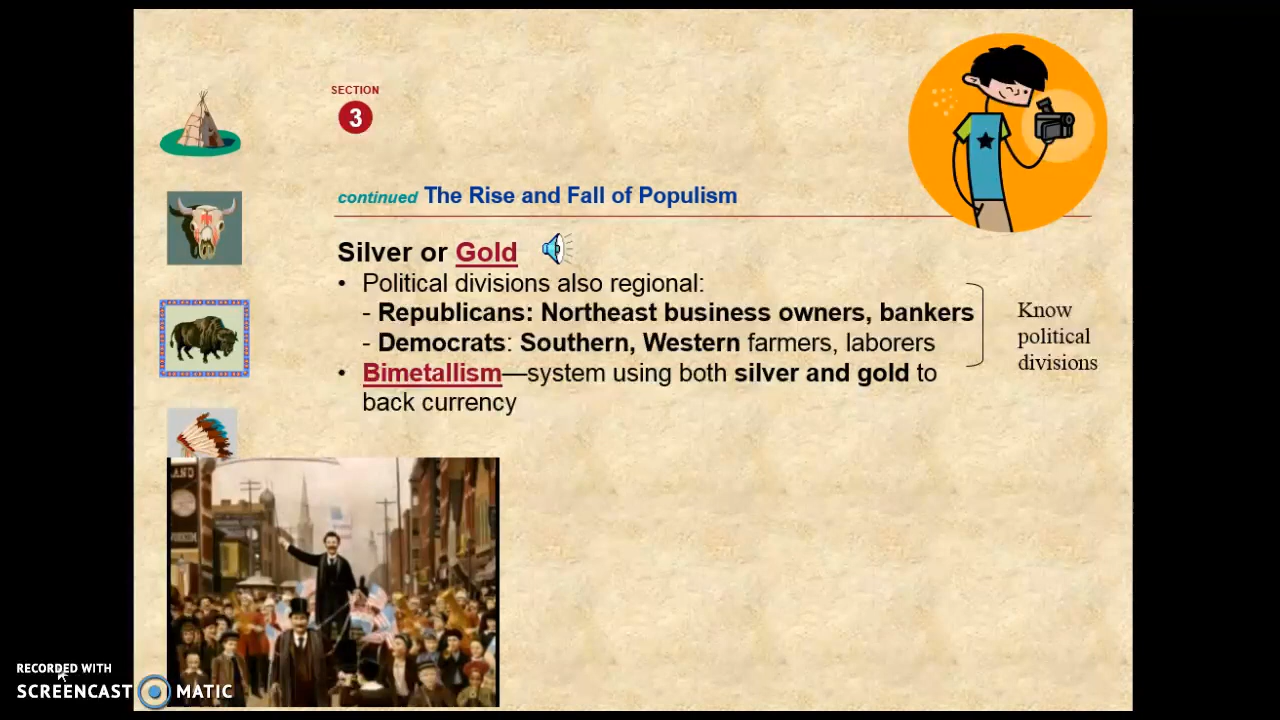 SECTION
3
continued The Rise and Fall of Populism
Silver or Gold
• Political divisions also regional:
- Republicans: Northeast business owners, bankers
- Democrats: Southern, Western farmers, laborers
• Bimetallism—system using both silver and gold to
back currency
Know
political
divisions
RECORDED WITH
SCREENCAST MATIC